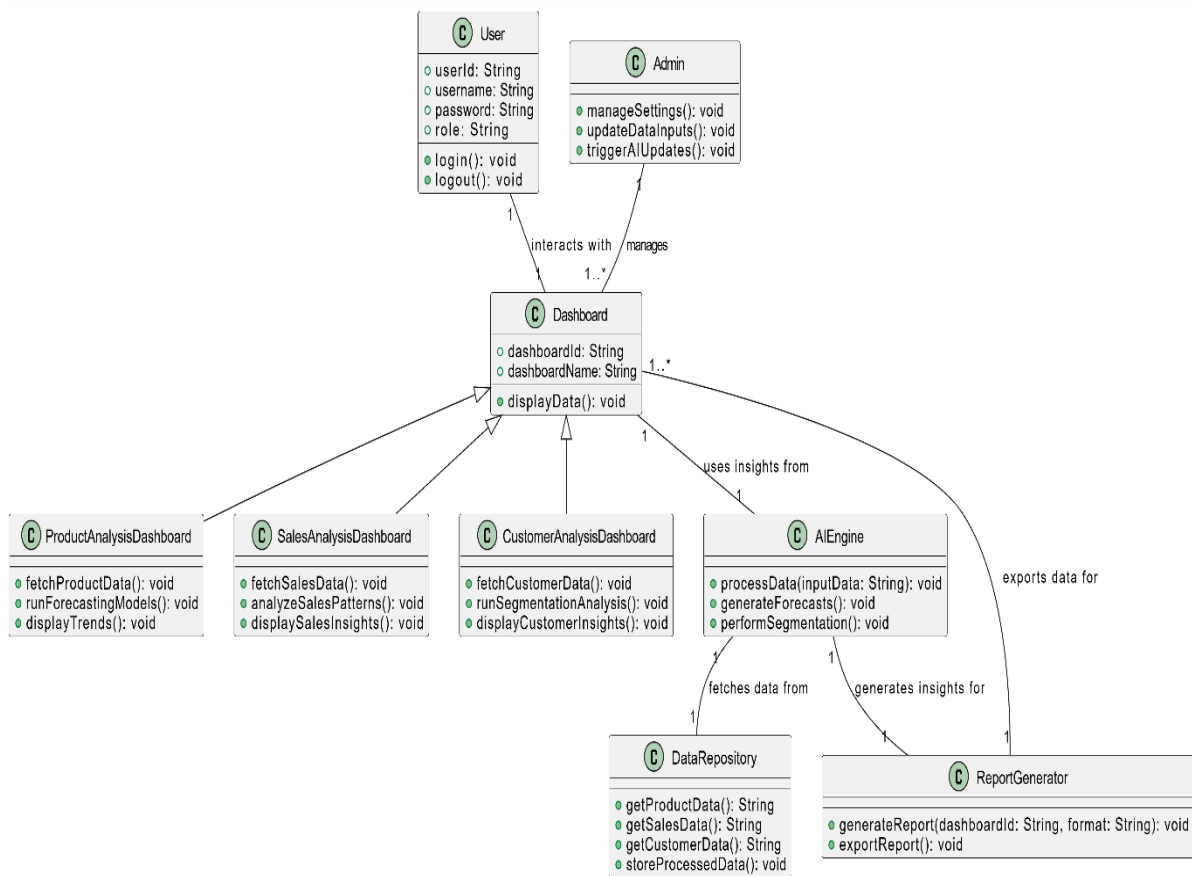 C User
userId: String
username: String
password: String
role: String
login(): void
logout(): void
C Admin
manageSettings(): void
updateDataInputs(): void
triggerAIUpdates(): void
1
1
interacts with
manages
1
1..*
C Dashboard
dashboardId: String
dashboardName: String
displayData(): void
1..*
1
uses insights from
1
exports data for
C ProductAnalysisDashboard
fetchProductData(): void
runForecastingModels(): void
displayTrends(): void
C SalesAnalysisDashboard
fetchSalesData(): void
analyzeSalesPatterns(): void
displaySalesInsights(): void
C CustomerAnalysisDashboard
fetchCustomerData(): void
runSegmentationAnalysis(): void
displayCustomerInsights(): void
C AIEngine
processData(inputData: String): void
generateForecasts(): void
performSegmentation(): void
1
1
fetches data from
generates insights for
1
1
1
C DataRepository
getProductData(): String
getSalesData(): String
getCustomerData(): String
storeProcessedData(): void
C ReportGenerator
generateReport(dashboardId: String, format: String): void
exportReport(): void